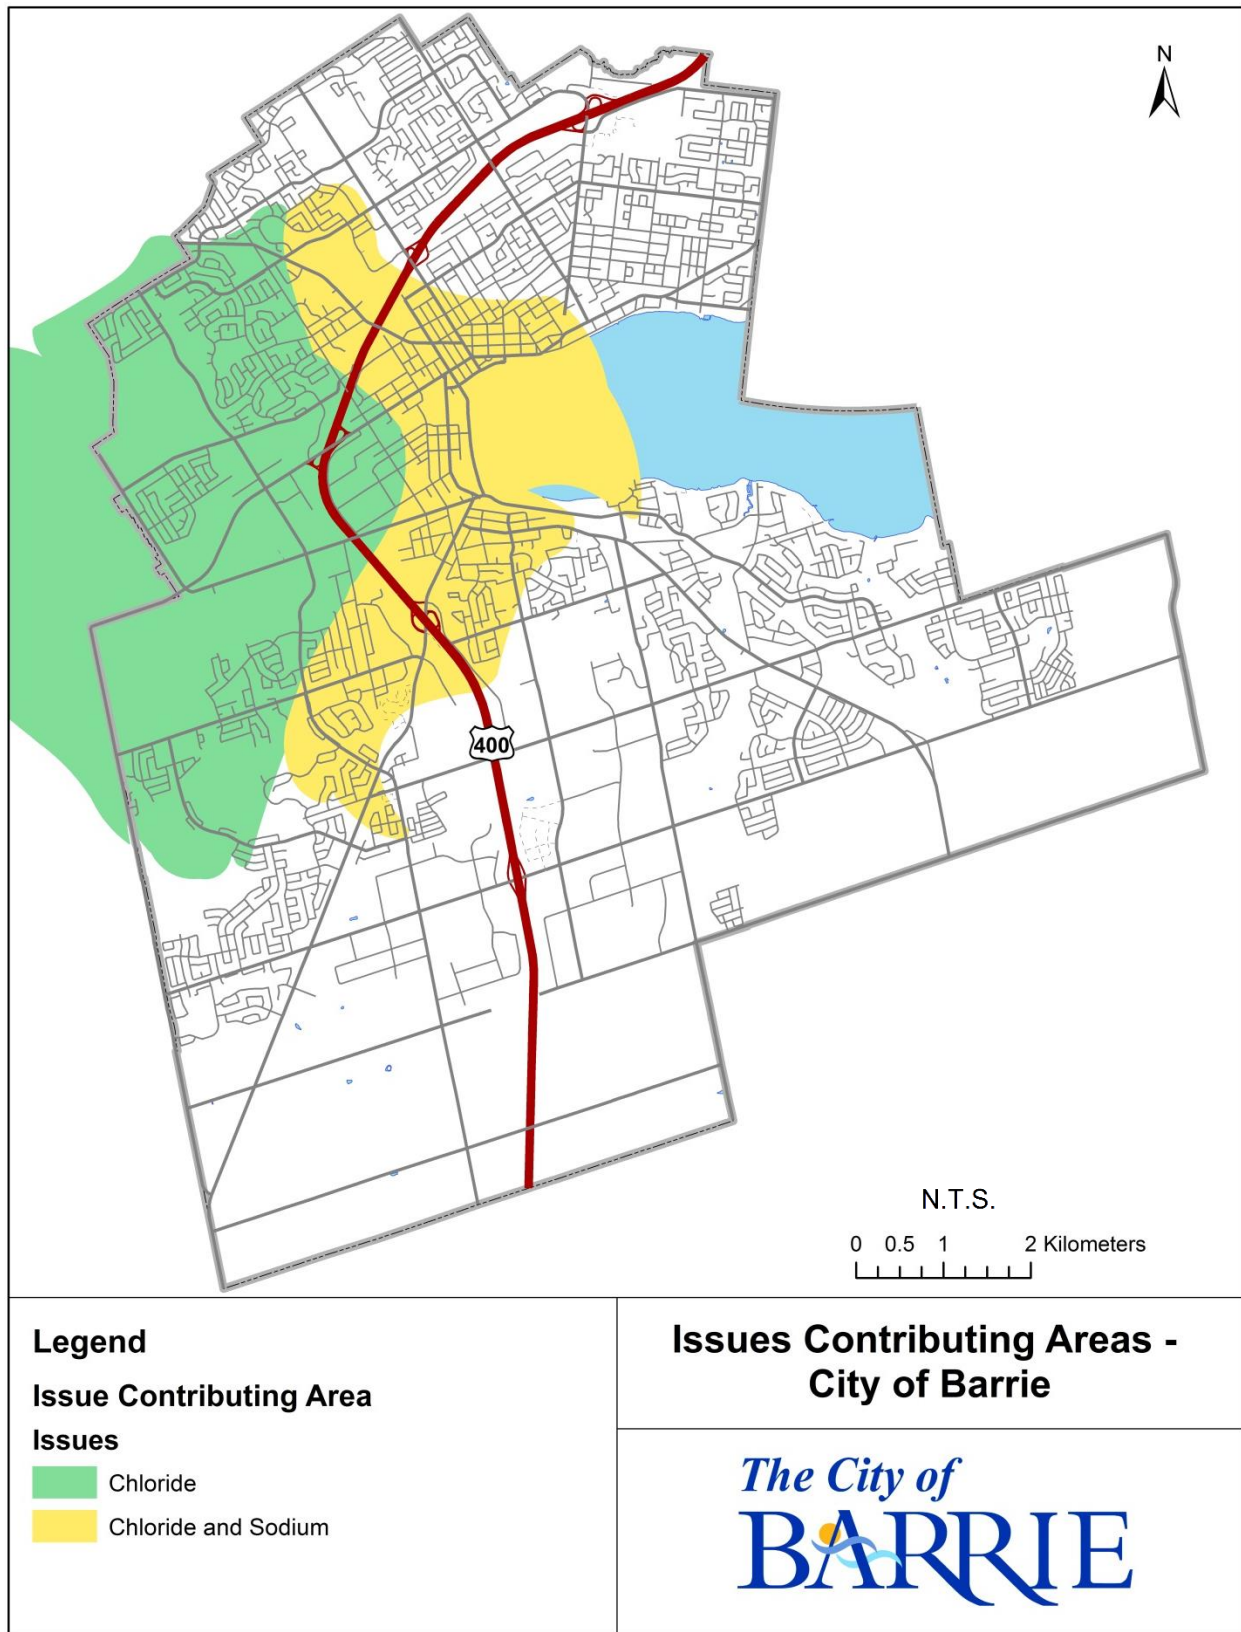 N
400
N.T.S.
0 0.5 1 2 Kilometers
Legend
Issue Contributing Area
Issues
Chloride
Chloride and Sodium
Issues Contributing Areas -
City of Barrie
The City of
BARRIE